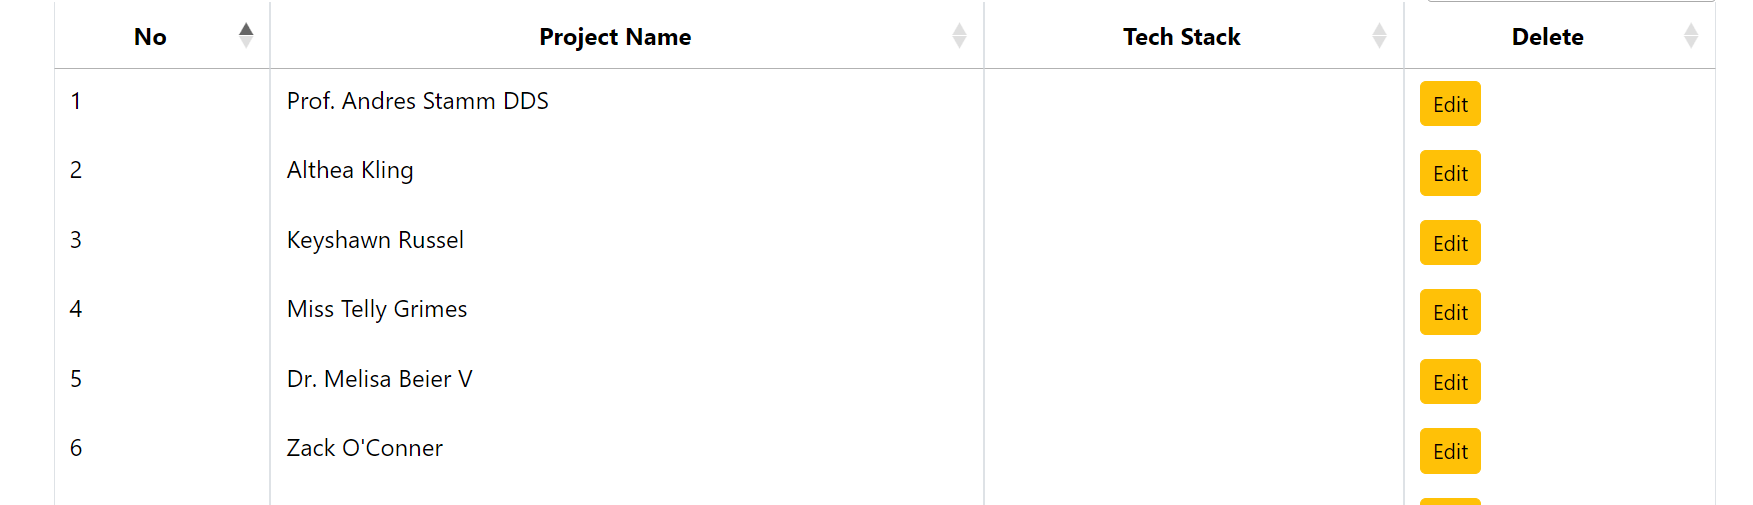 No Project Name Tech Stack Delete
1 Prof. Andres Stamm DDS Edit
2 Althea Kling Edit
3 Keyshawn Russel Edit
4 Miss Telly Grimes Edit
5 Dr. Melisa Beier V Edit
6 Zack O'Conner Edit